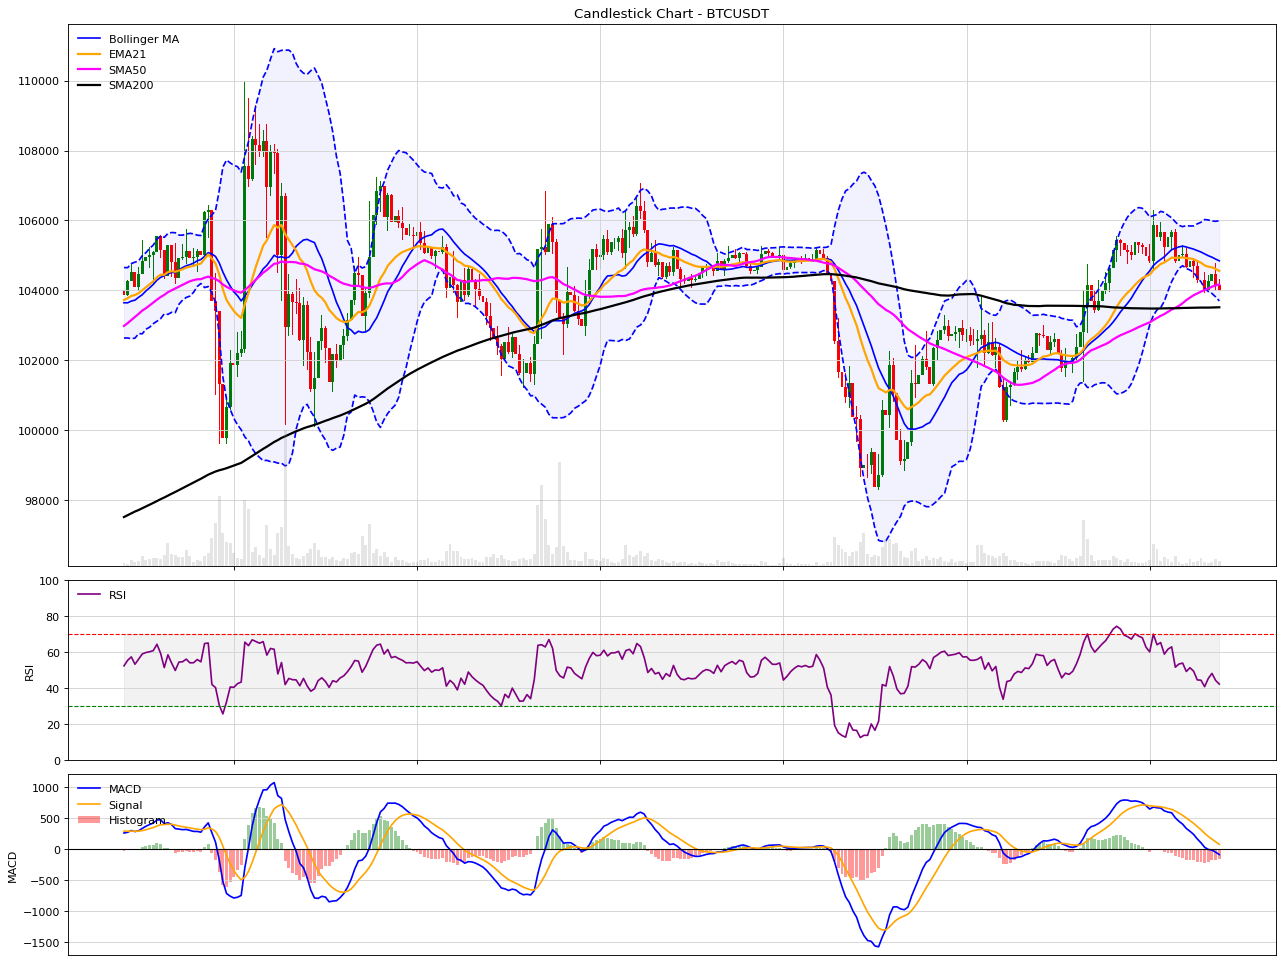 Candlestick Chart - BTCUSDT
Bollinger MA
EMA21
SMA50
SMA200
110000
108000
106000
104000
102000
100000
98000
RSI
100
80
60
40
20
0
RSI
MACD
Signal
Histogram
1000
500
0
−500
−1000
−1500
MACD